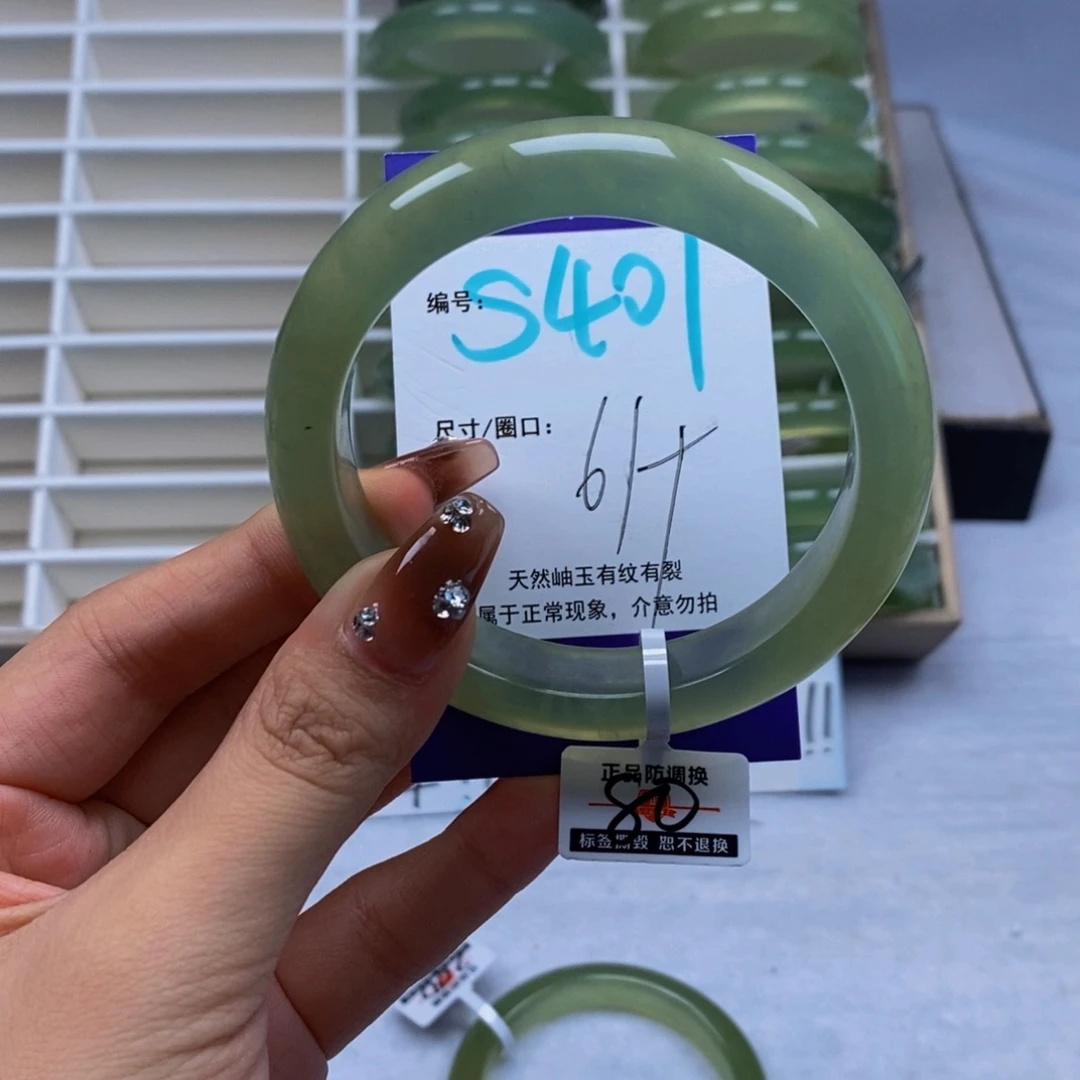 编号：S401
尺寸/圈口：
61+
天然岫玉有纹有裂
属于正常现象，介意勿拍
正品防调换
80
标签撕毁 恕不退换